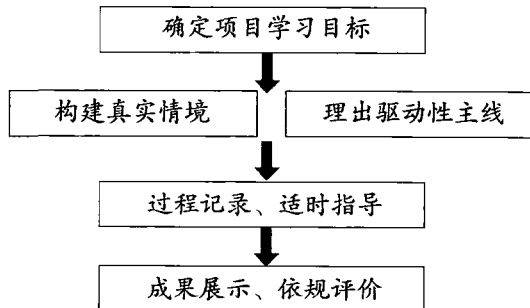 确定项目学习目标
构建真实情境
理出驱动性主线
过程记录、适时指导
成果展示、依规评价